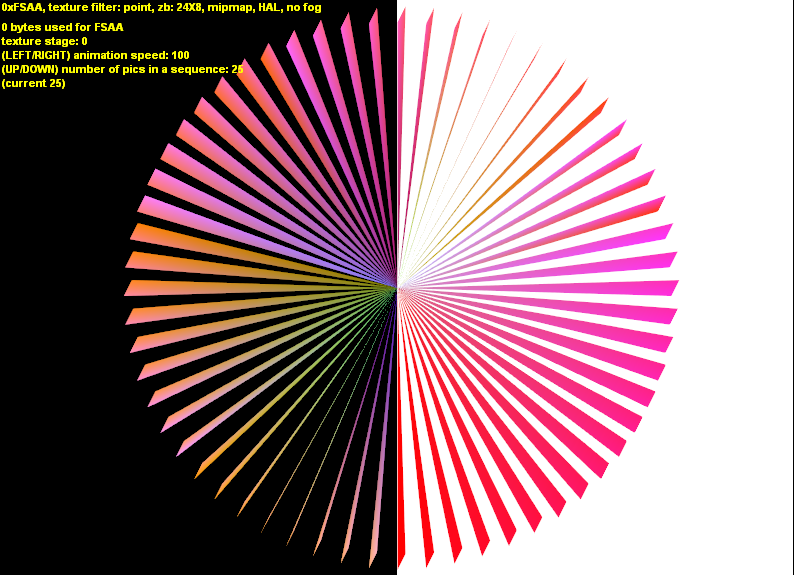 0xFSAA, texture filter: point, zb: 24X8, mipmap, HAL, no fog
0 bytes used for FSAA
texture stage: 0
(LEFT/RIGHT) animation speed: 100
(UP/DOWN) number of pics in a sequence: 25
(current 25)